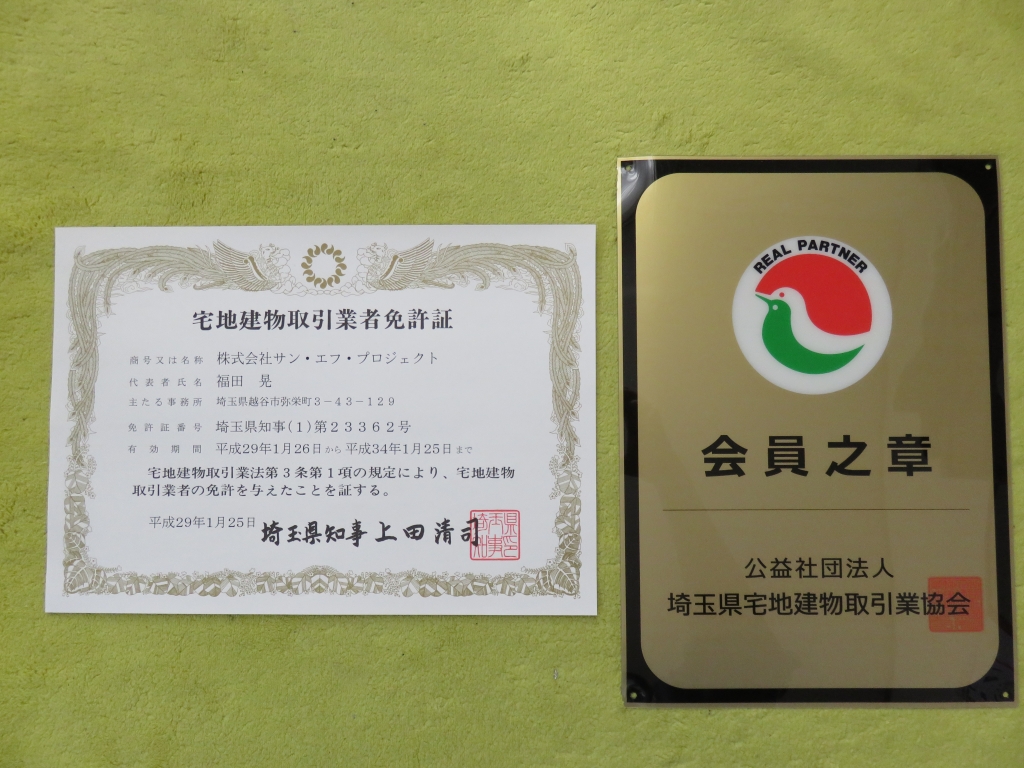 宅地建物取引業者免許証
商号又は名称 株式会社サン・エフ・プロジェクト
代表者氏名 福田 晃
主たる事務所 埼玉県越谷市弥栄町3－43－129
免許証番号 埼玉県知事(1)第23362号
有効期間 平成29年1月26日から平成34年1月25日まで
宅地建物取引業法第3条第1項の規定により、宅地建物
取引業者の免許を与えたことを証する。
平成29年1月25日 埼玉県知事 上田清司
REAL PARTNER
会員之章
公益社団法人
埼玉県宅地建物取引業協会